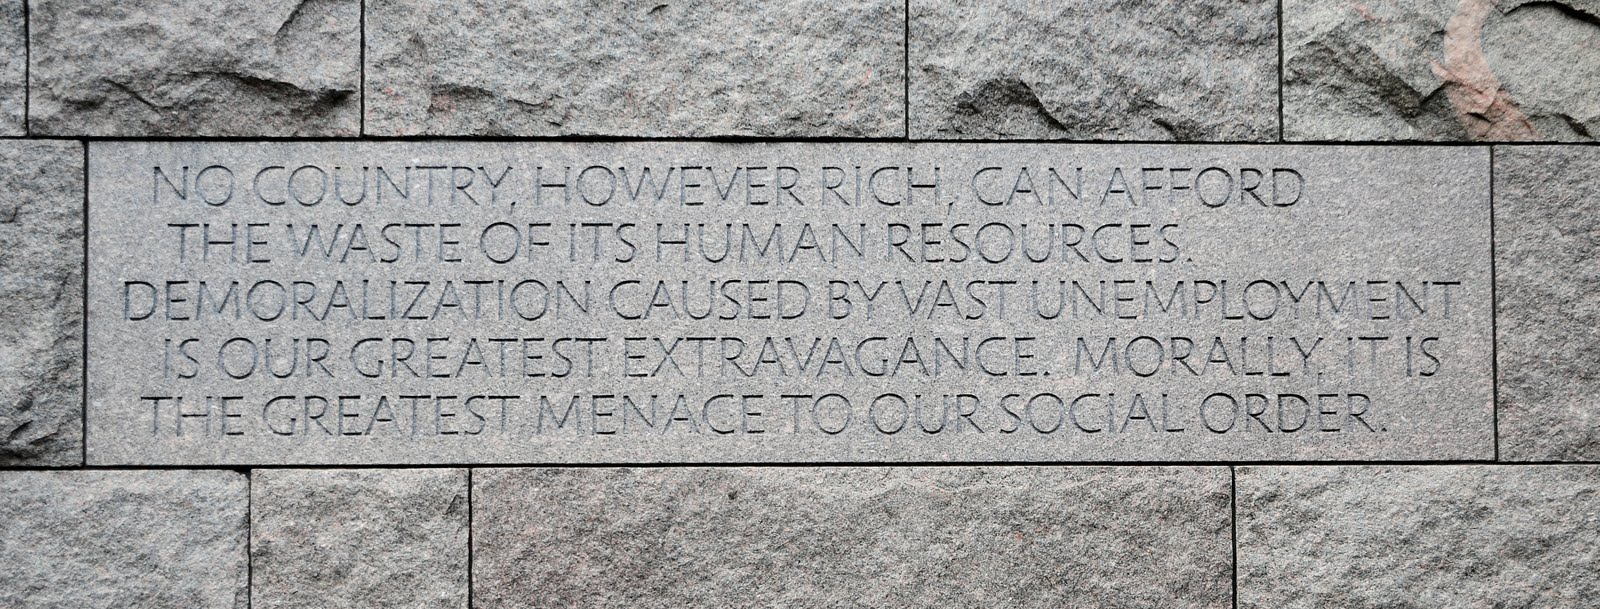 NO COUNTRY, HOWEVER RICH, CAN AFFORD
THE WASTE OF ITS HUMAN RESOURCES.
DEMORALIZATION CAUSED BY VAST UNEMPLOYMENT
IS OUR GREATEST EXTRAVAGANCE. MORALLY, IT IS
THE GREATEST MENACE TO OUR SOCIAL ORDER.